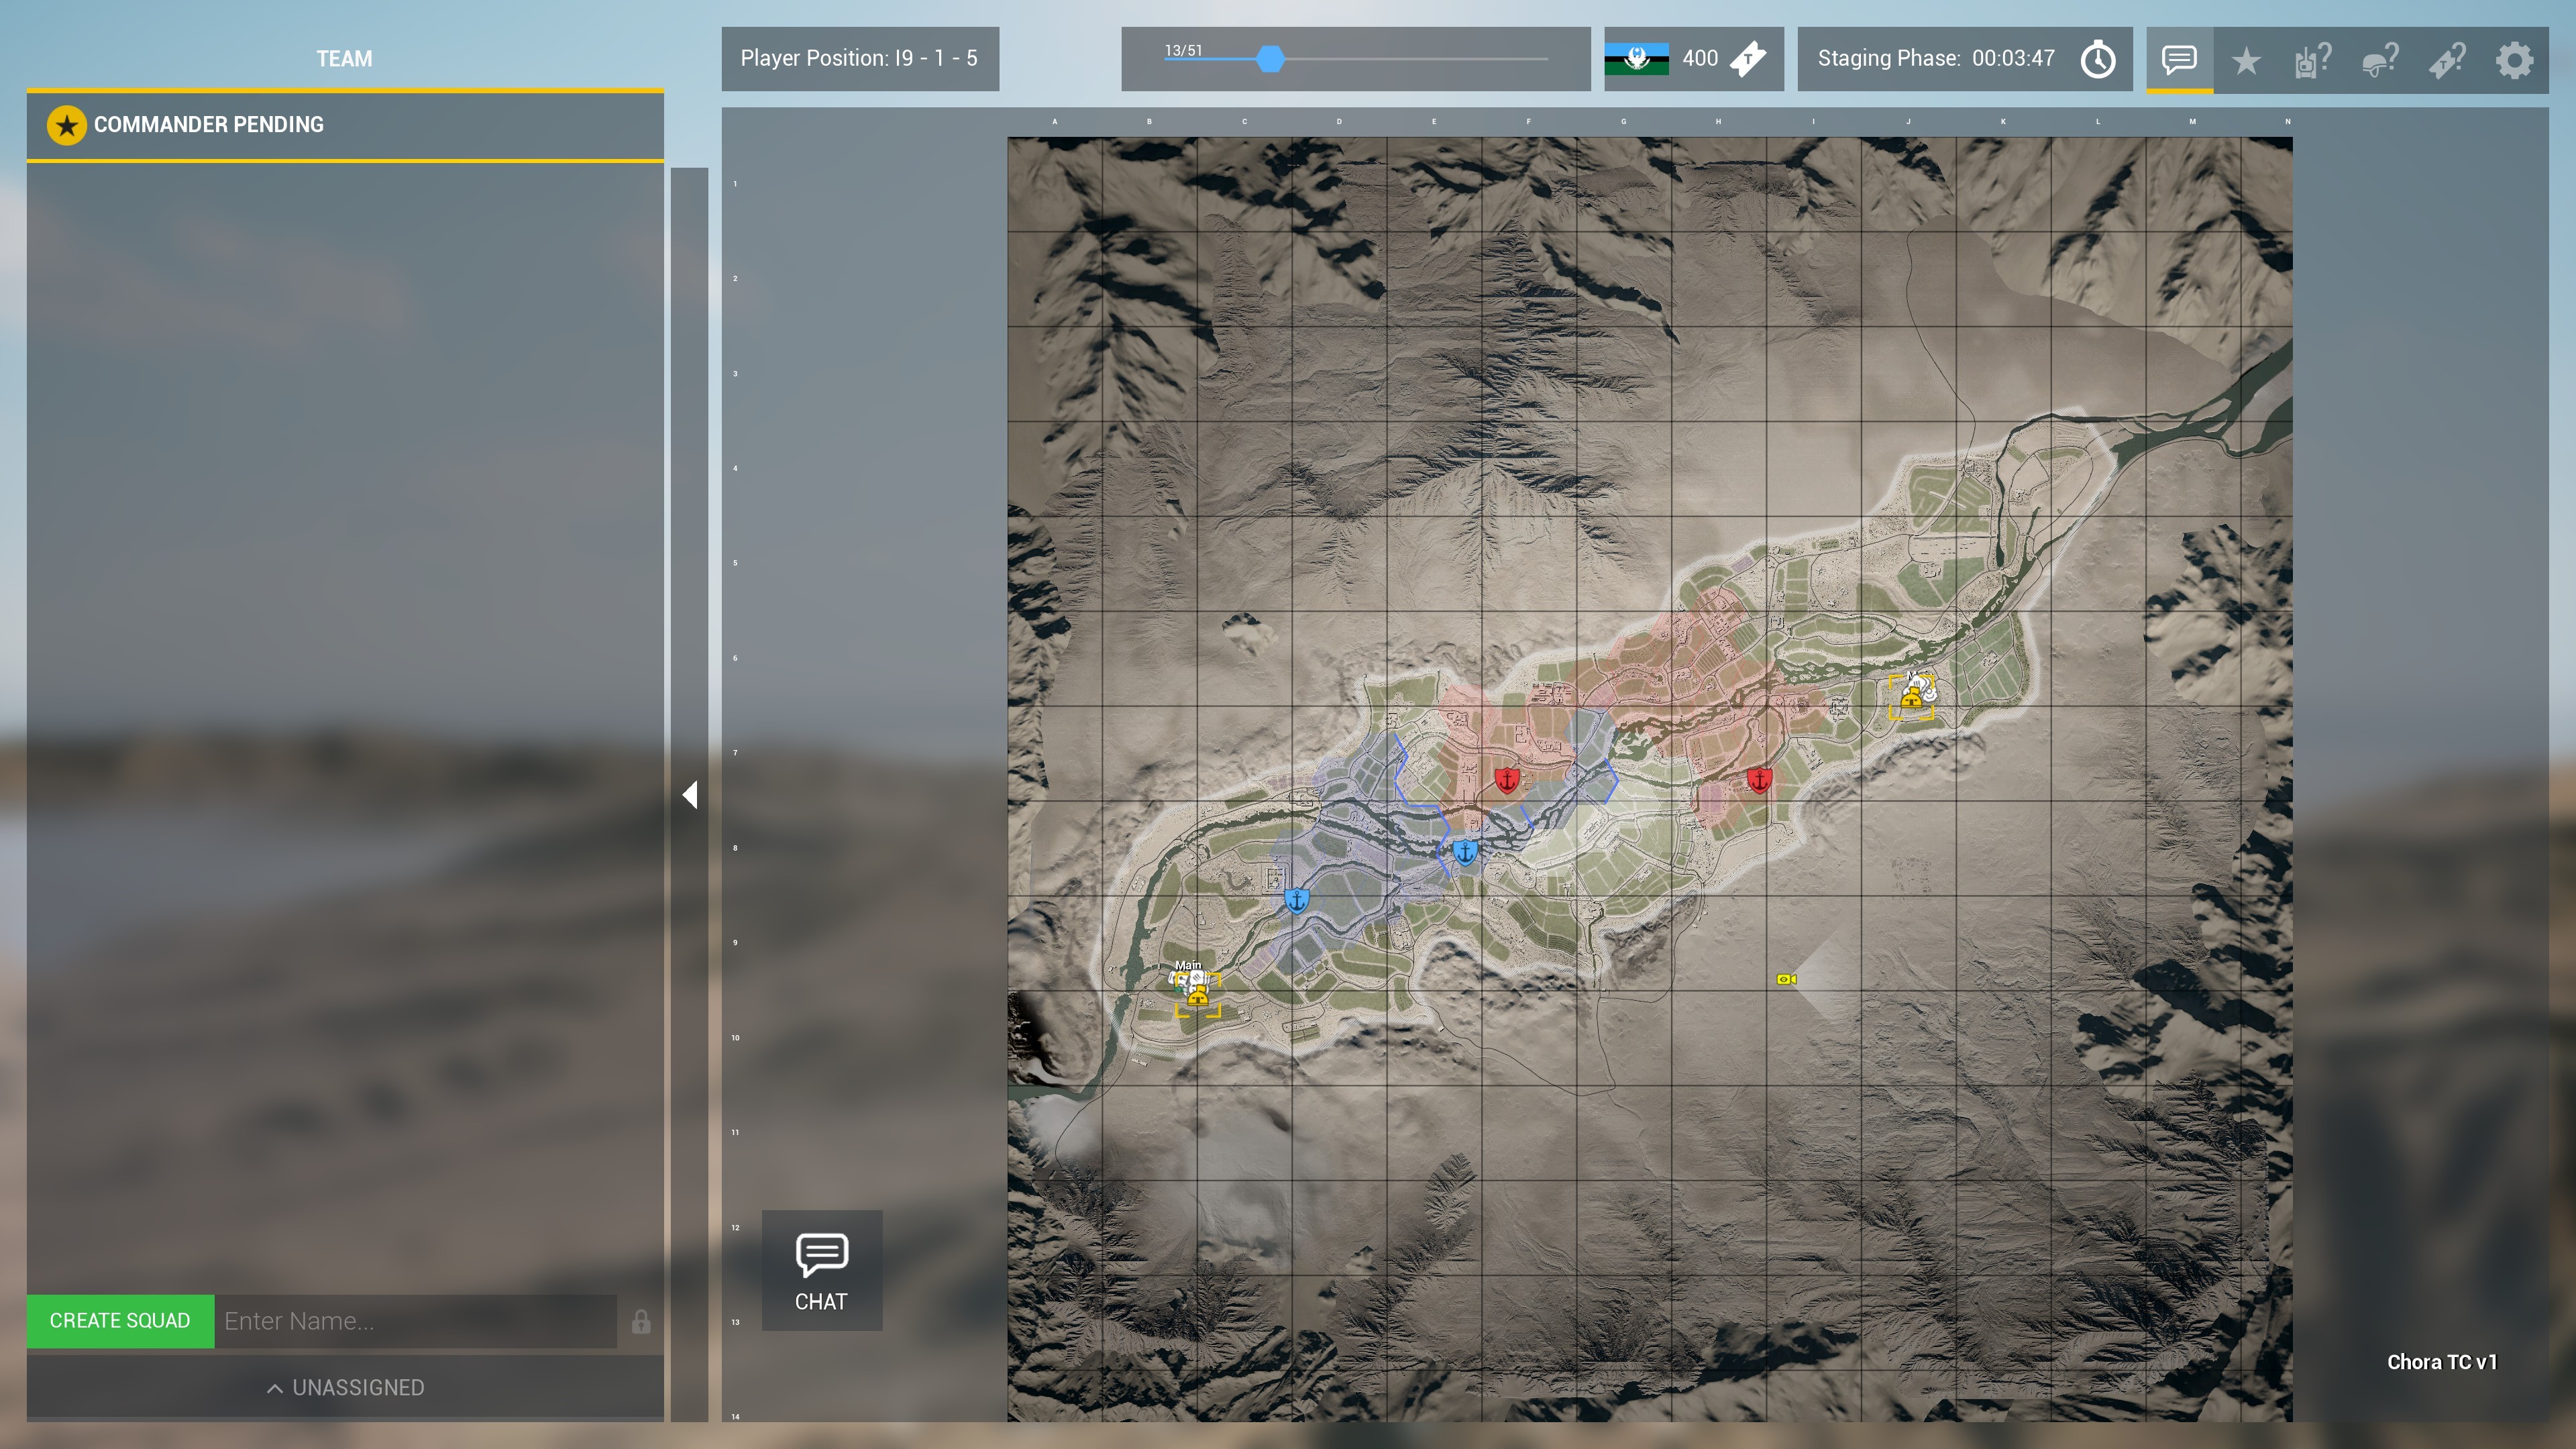 TEAM
Player Position: I9 - 1 - 5
13/51
400
Staging Phase: 00:03:47
COMMANDER PENDING
A B C D E F G H I J K L M N
1
2
3
4
5
6
7
8
9
10
11
12
13
14
Main
CHAT
CREATE SQUAD
Enter Name...
UNASSIGNED
Chora TC v1